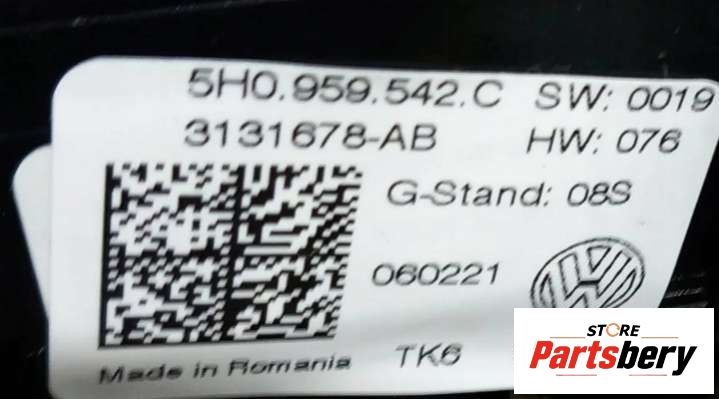 5H0.959.542.C SW: 0019
3131678-AB HW: 076
G-Stand: 08S
060221
Made in Romania TK6
STORE
Partsbery